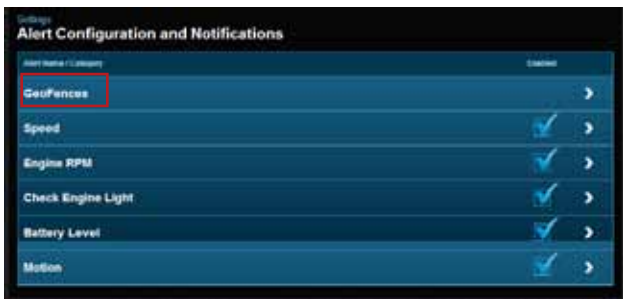 Settings
Alert Configuration and Notifications
Alert Name / Category Enabled
GeoFences
Speed
Engine RPM
Check Engine Light
Battery Level
Motion